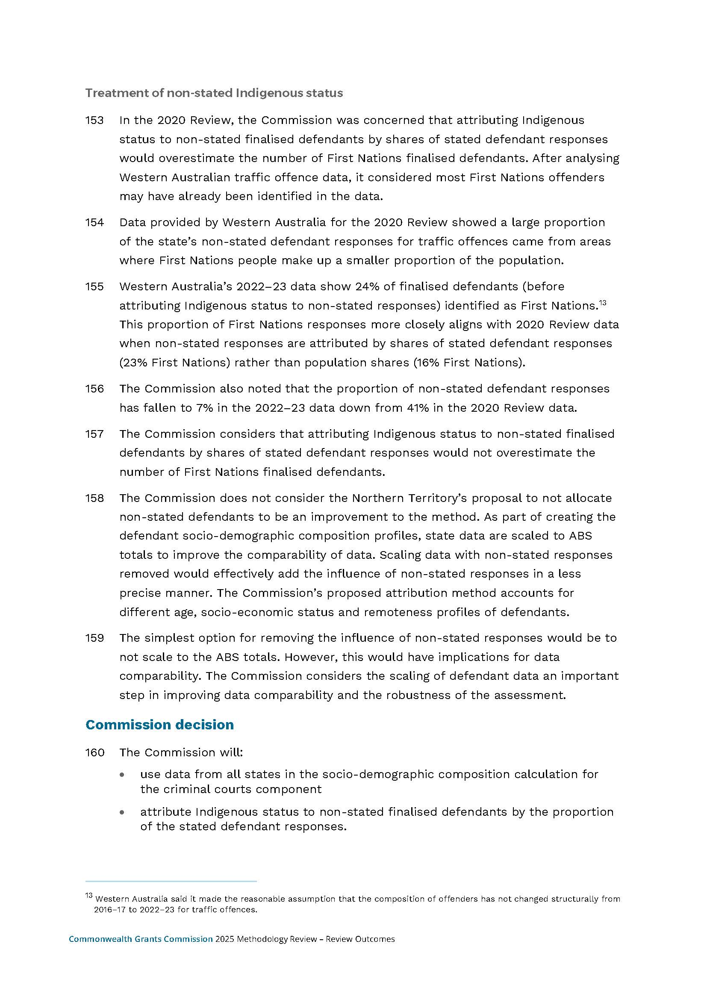 Treatment of non-stated Indigenous status
153 In the 2020 Review, the Commission was concerned that attributing Indigenous
status to non-stated finalised defendants by shares of stated defendant responses
would overestimate the number of First Nations finalised defendants. After analysing
Western Australian traffic offence data, it considered most First Nations offenders
may have already been identified in the data.
154 Data provided by Western Australia for the 2020 Review showed a large proportion
of the state’s non-stated defendant responses for traffic offences came from areas
where First Nations people make up a smaller proportion of the population.
155 Western Australia’s 2022–23 data show 24% of finalised defendants (before
attributing Indigenous status to non-stated responses) identified as First Nations.13
This proportion of First Nations responses more closely aligns with 2020 Review data
when non-stated responses are attributed by shares of stated defendant responses
(23% First Nations) rather than population shares (16% First Nations).
156 The Commission also noted that the proportion of non-stated defendant responses
has fallen to 7% in the 2022–23 data down from 41% in the 2020 Review data.
157 The Commission considers that attributing Indigenous status to non-stated finalised
defendants by shares of stated defendant responses would not overestimate the
number of First Nations finalised defendants.
158 The Commission does not consider the Northern Territory’s proposal to not allocate
non-stated defendants to be an improvement to the method. As part of creating the
defendant socio-demographic composition profiles, state data are scaled to ABS
totals to improve the comparability of data. Scaling data with non-stated responses
removed would effectively add the influence of non-stated responses in a less
precise manner. The Commission’s proposed attribution method accounts for
different age, socio-economic status and remoteness profiles of defendants.
159 The simplest option for removing the influence of non-stated responses would be to
not scale to the ABS totals. However, this would have implications for data
comparability. The Commission considers the scaling of defendant data an important
step in improving data comparability and the robustness of the assessment.
Commission decision
160 The Commission will:
• use data from all states in the socio-demographic composition calculation for
the criminal courts component
• attribute Indigenous status to non-stated finalised defendants by the proportion
of the stated defendant responses.
13 Western Australia said it made the reasonable assumption that the composition of offenders has not changed structurally from
2016–17 to 2022–23 for traffic offences.
Commonwealth Grants Commission 2025 Methodology Review – Review Outcomes